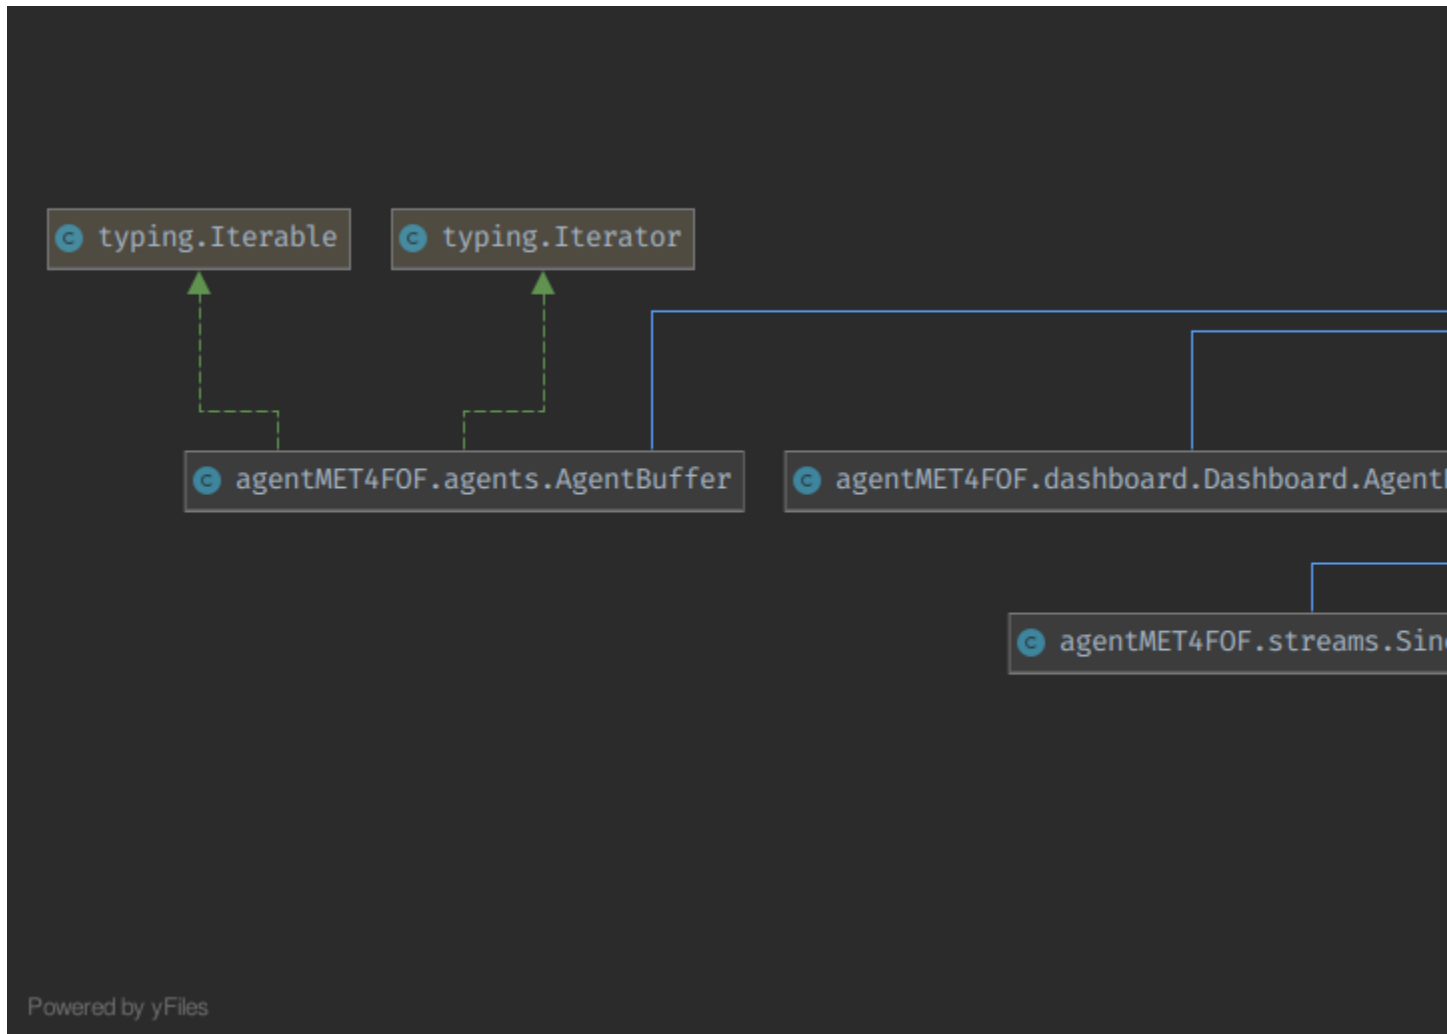 typing.Iterable
typing.Iterator
agentMET4FOF.agents.AgentBuffer
agentMET4FOF.dashboard.Dashboard.Agent
agentMET4FOF.streams.Sin
Powered by yFiles